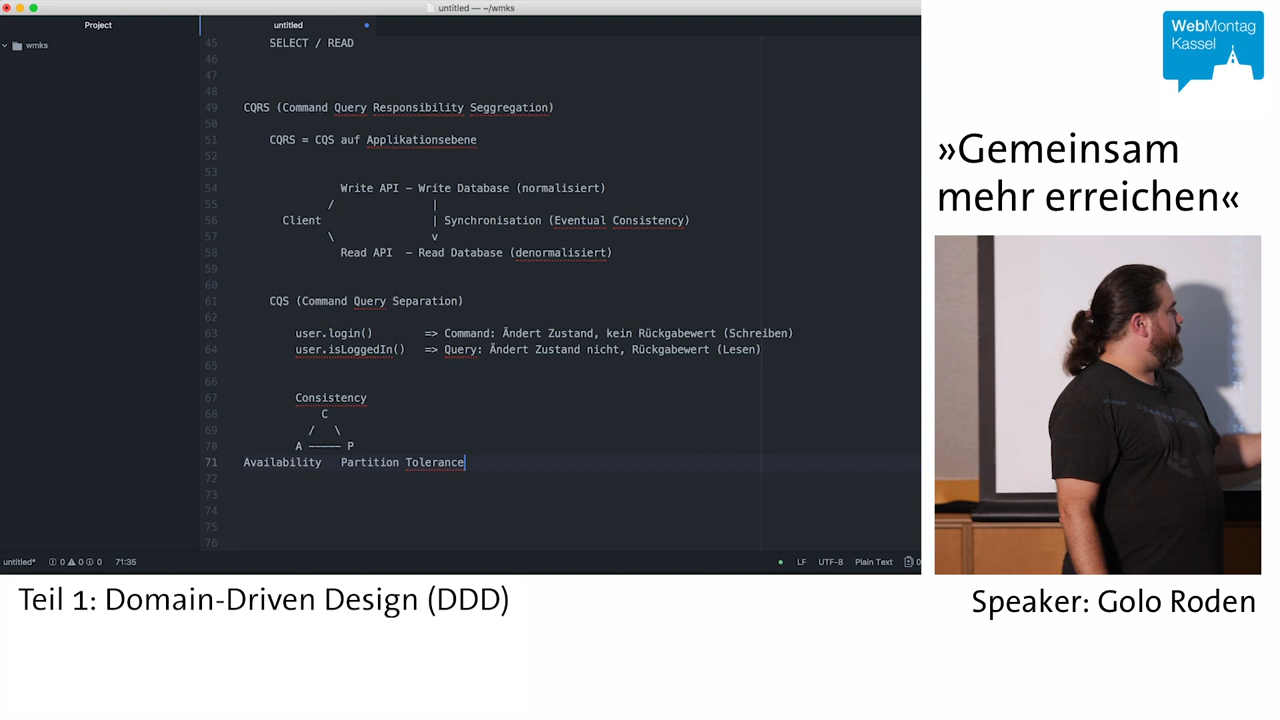 untitled — ~/wmks
Project
untitled
wmks
45 SELECT / READ
46
47
48
49 CQRS (Command Query Responsibility Seggregation)
50
51 CQRS = CQS auf Applikationsebene
52
53
54 Write API – Write Database (normalisiert)
55 / |
56 Client | Synchronisation (Eventual Consistency)
57 \ v
58 Read API – Read Database (denormalisiert)
59
60
61 CQS (Command Query Separation)
62
63 user.login() => Command: Ändert Zustand, kein Rückgabewert (Schreiben)
64 user.isLoggedIn() => Query: Ändert Zustand nicht, Rückgabewert (Lesen)
65
66
67 Consistency
68 C
69 / \
70 A ————— P
71 Availability Partition Tolerance
72
73
74
75
76
untitled* 0 0 0 71:35 LF UTF-8 Plain Text 0
WebMontag
Kassel
»Gemeinsam
mehr erreichen«
Teil 1: Domain-Driven Design (DDD)
Speaker: Golo Roden